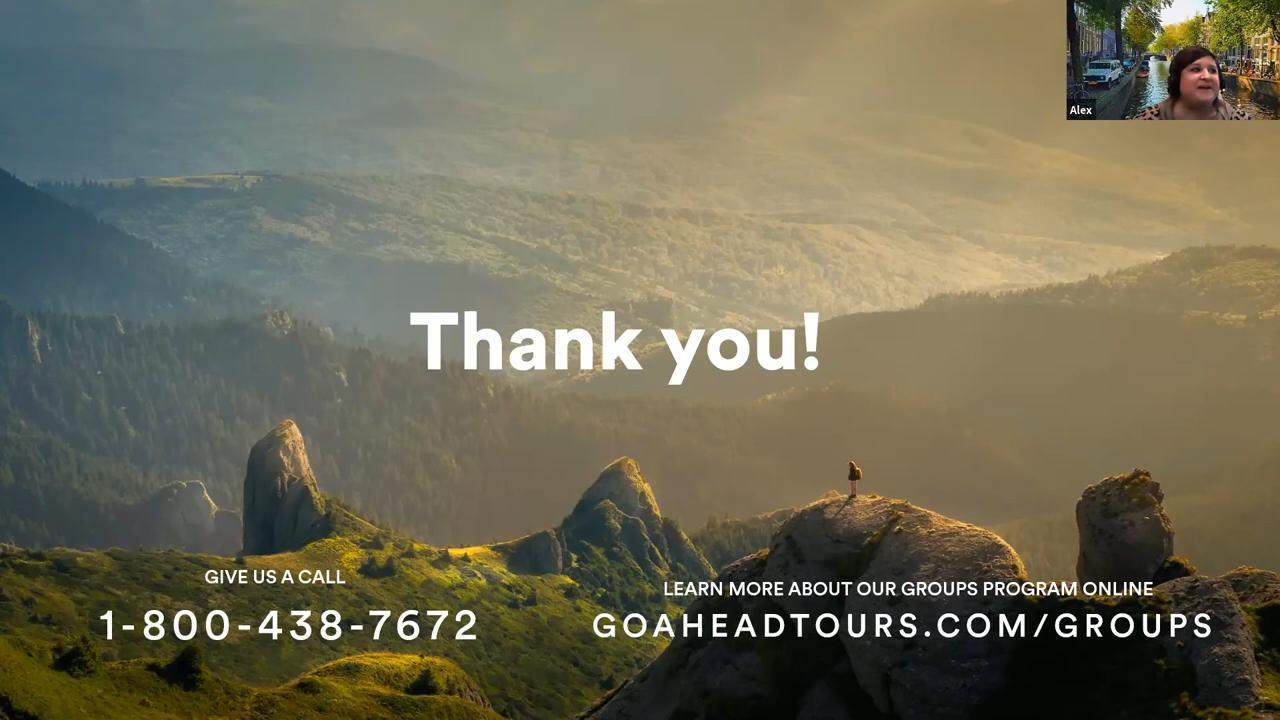 Alex
Thank you!
GIVE US A CALL
1-800-438-7672
LEARN MORE ABOUT OUR GROUPS PROGRAM ONLINE
GOAHEADTOURS.COM/GROUPS